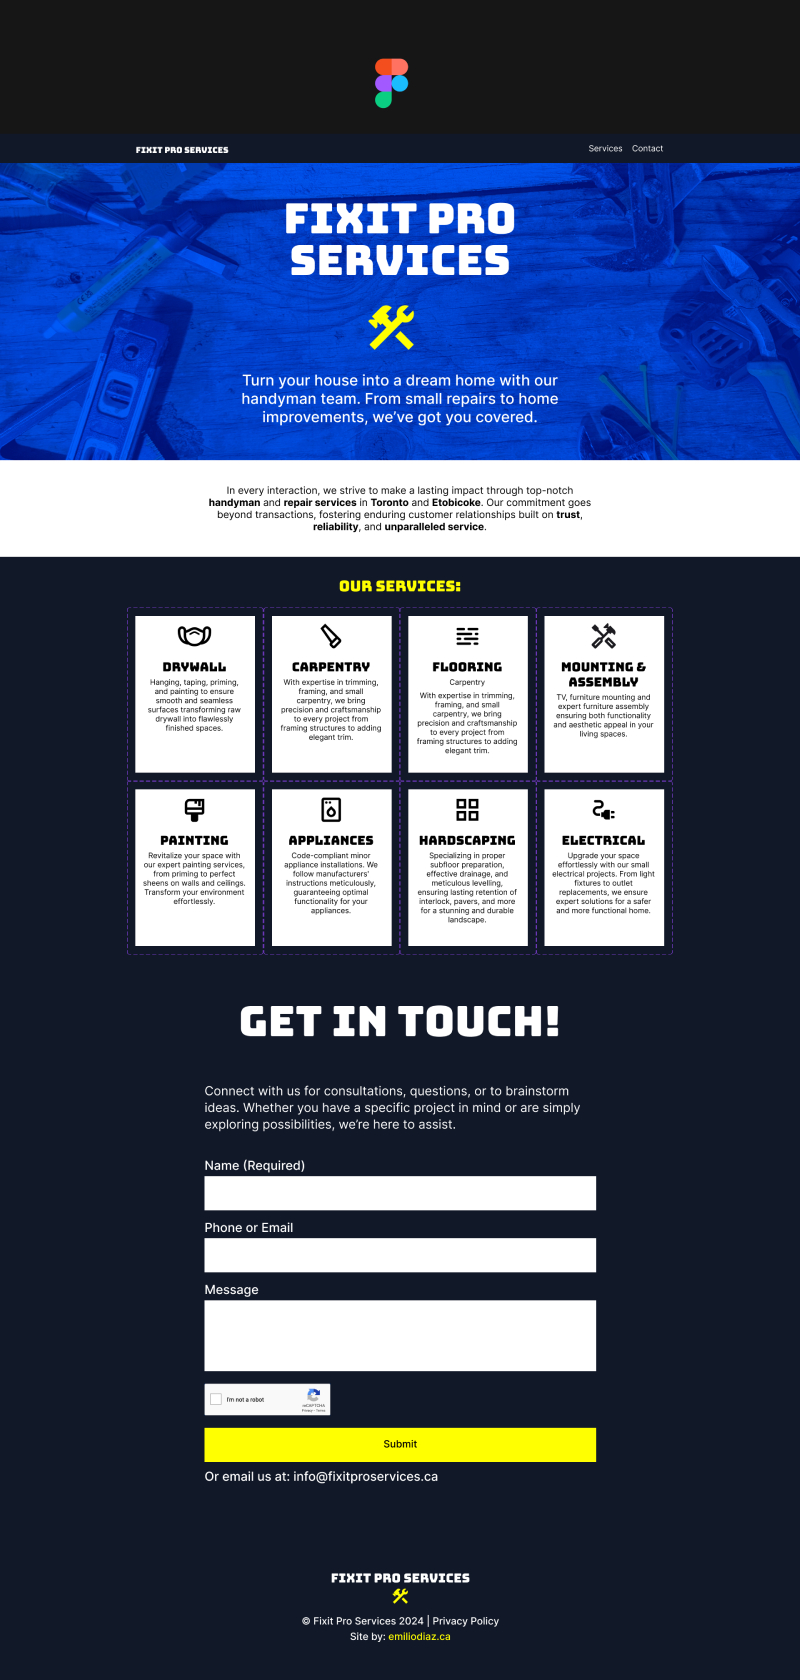 FIXIT PRO SERVICES
Services Contact
FIXIT PRO
SERVICES
Turn your house into a dream home with our
handyman team. From small repairs to home
improvements, we've got you covered.
In every interaction, we strive to make a lasting impact through top-notch
handyman and repair services in Toronto and Etobicoke. Our commitment goes
beyond transactions, fostering enduring customer relationships built on trust,
reliability, and unparalleled service.
OUR SERVICES:
DRYWALL
Hanging, taping, priming,
and painting to ensure
smooth and seamless
surfaces transforming raw
drywall into flawlessly
finished spaces.
CARPENTRY
With expertise in trimming,
framing, and small
carpentry, we bring
precision and craftsmanship
to every project from
framing structures to adding
elegant trim.
FLOORING
Carpentry
With expertise in trimming,
framing, and small
carpentry, we bring
precision and craftsmanship
to every project from
framing structures to adding
elegant trim.
MOUNTING &
ASSEMBLY
TV, furniture mounting and
expert furniture assembly
ensuring both functionality
and aesthetic appeal in your
living spaces.
PAINTING
Revitalize your space with
our expert painting services,
from priming to perfect
sheens on walls and ceilings.
Transform your environment
effortlessly.
APPLIANCES
Code-compliant minor
appliance installations. We
follow manufacturers'
instructions meticulously,
guaranteeing optimal
functionality for your
appliances.
HARDSCAPING
Specializing in proper
subfloor preparation,
effective drainage, and
meticulous levelling,
ensuring lasting retention of
interlock, pavers, and more
for a stunning and durable
landscape.
ELECTRICAL
Upgrade your space
effortlessly with our small
electrical projects. From light
fixtures to outlet
replacements, we ensure
expert solutions for a safer
and more functional home.
GET IN TOUCH!
Connect with us for consultations, questions, or to brainstorm
ideas. Whether you have a specific project in mind or are simply
exploring possibilities, we're here to assist.
Name (Required)
Phone or Email
Message
I'm not a robot
reCAPTCHA
Privacy - Terms
Submit
Or email us at: info@fixitproservices.ca
FIXIT PRO SERVICES
© Fixit Pro Services 2024 | Privacy Policy
Site by: emiliodiaz.ca